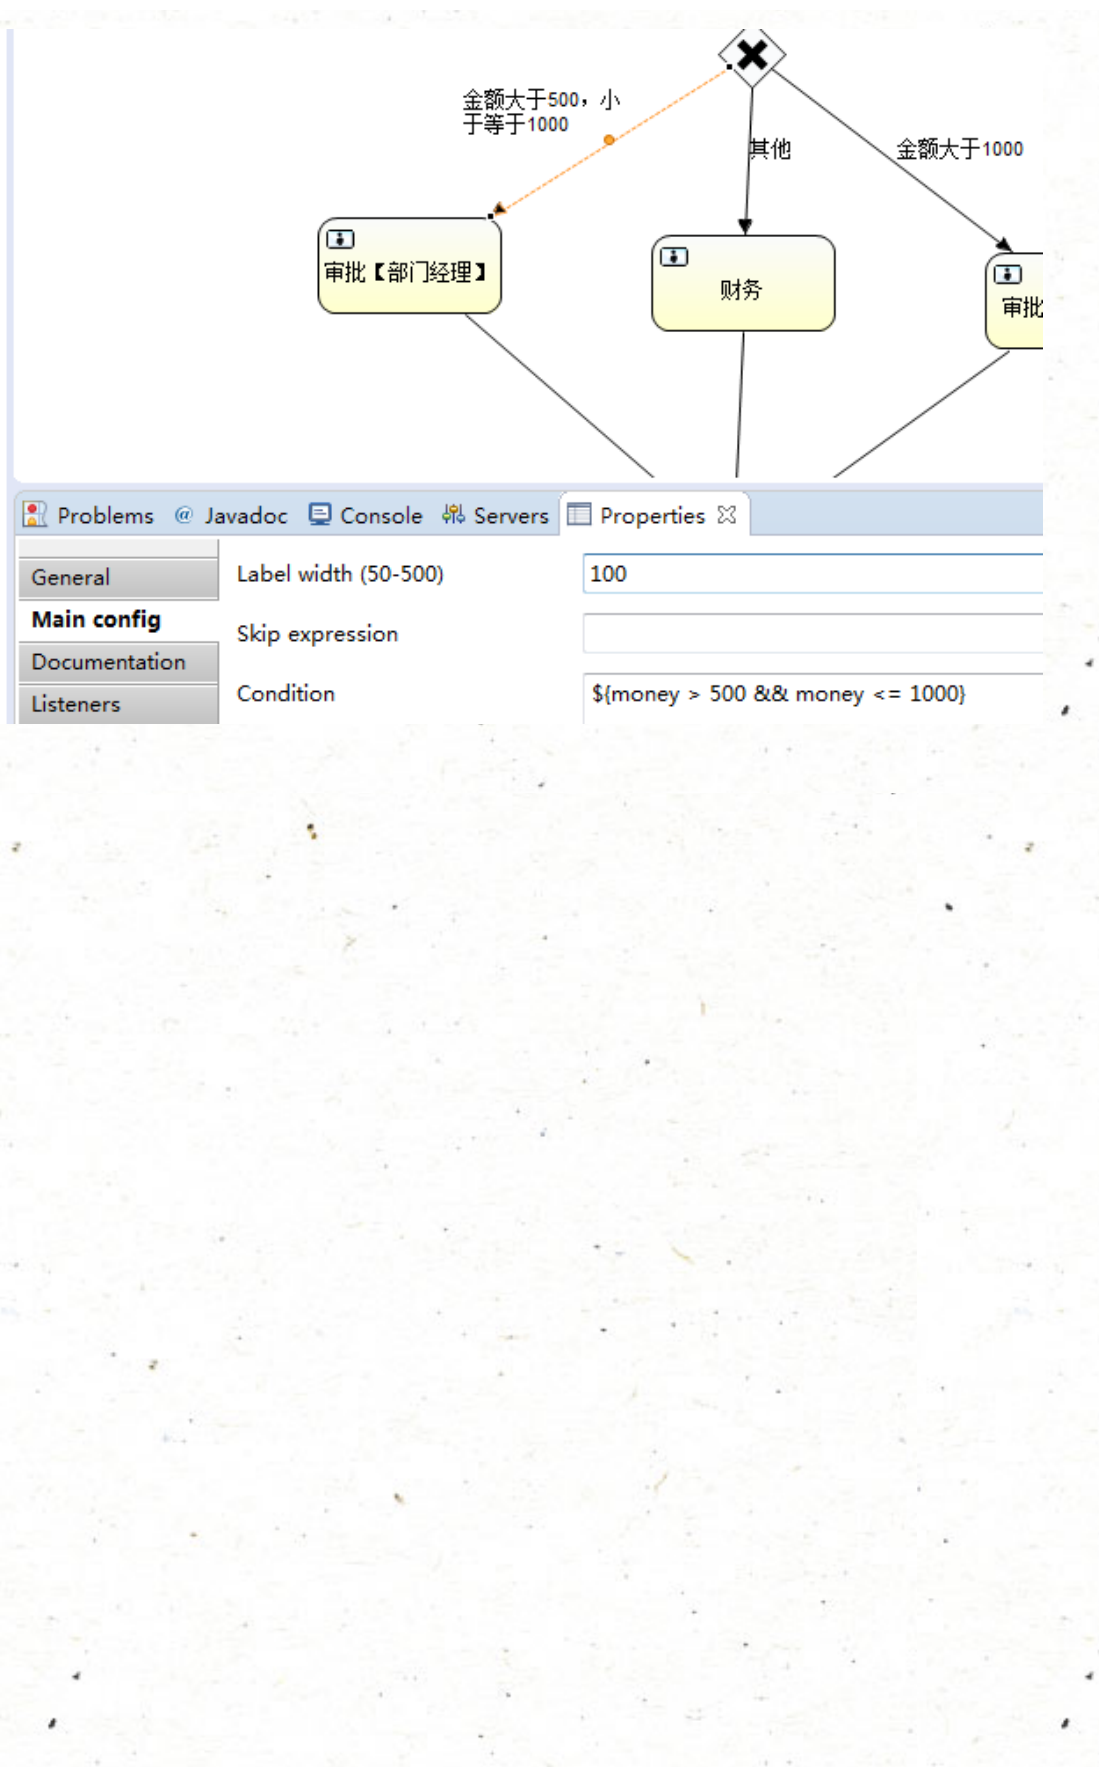 金额大于500，小
于等于1000
其他
金额大于1000
审批【部门经理】
财务
审批
Problems @ Javadoc Console Servers Properties
General
Label width (50-500) 100
Main config
Skip expression
Documentation
Condition ${money > 500 && money <= 1000}
Listeners